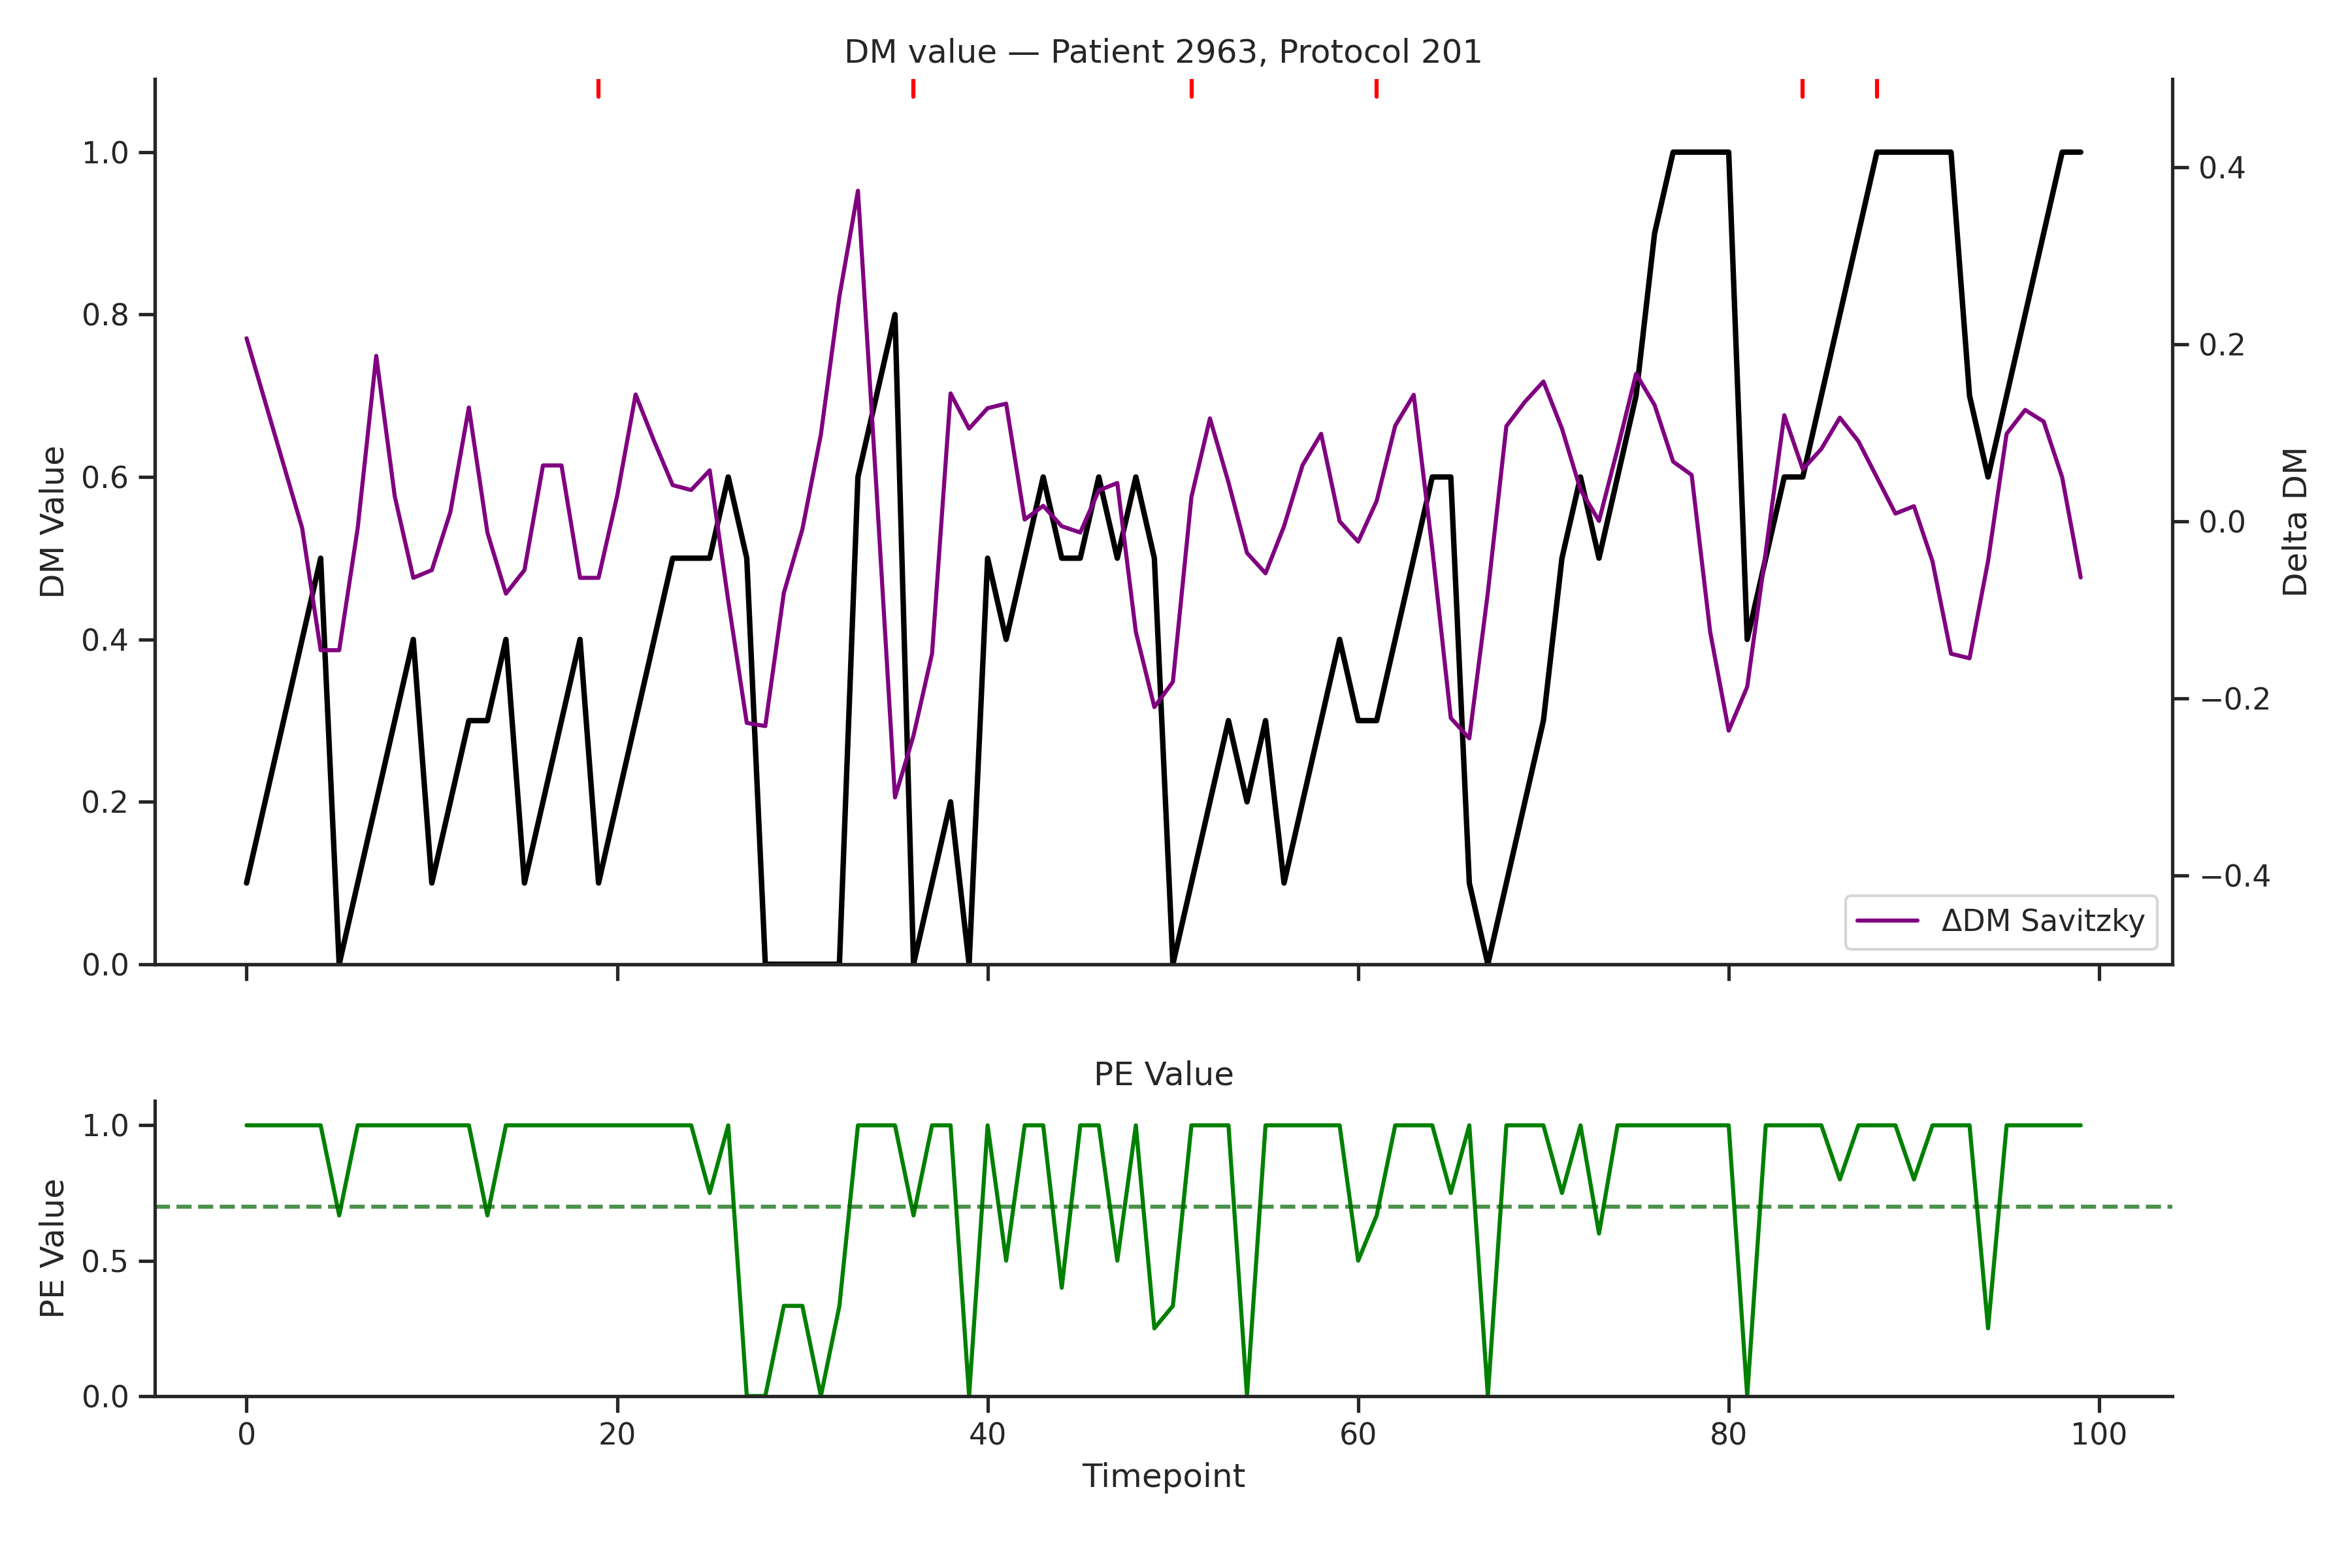 DM value — Patient 2963, Protocol 201
1.0
0.8
0.6
0.4
0.2
0.0
DM Value
0.4
0.2
0.0
−0.2
−0.4
Delta DM
ΔDM Savitzky
PE Value
1.0
0.5
0.0
PE Value
0 20 40 60 80 100
Timepoint